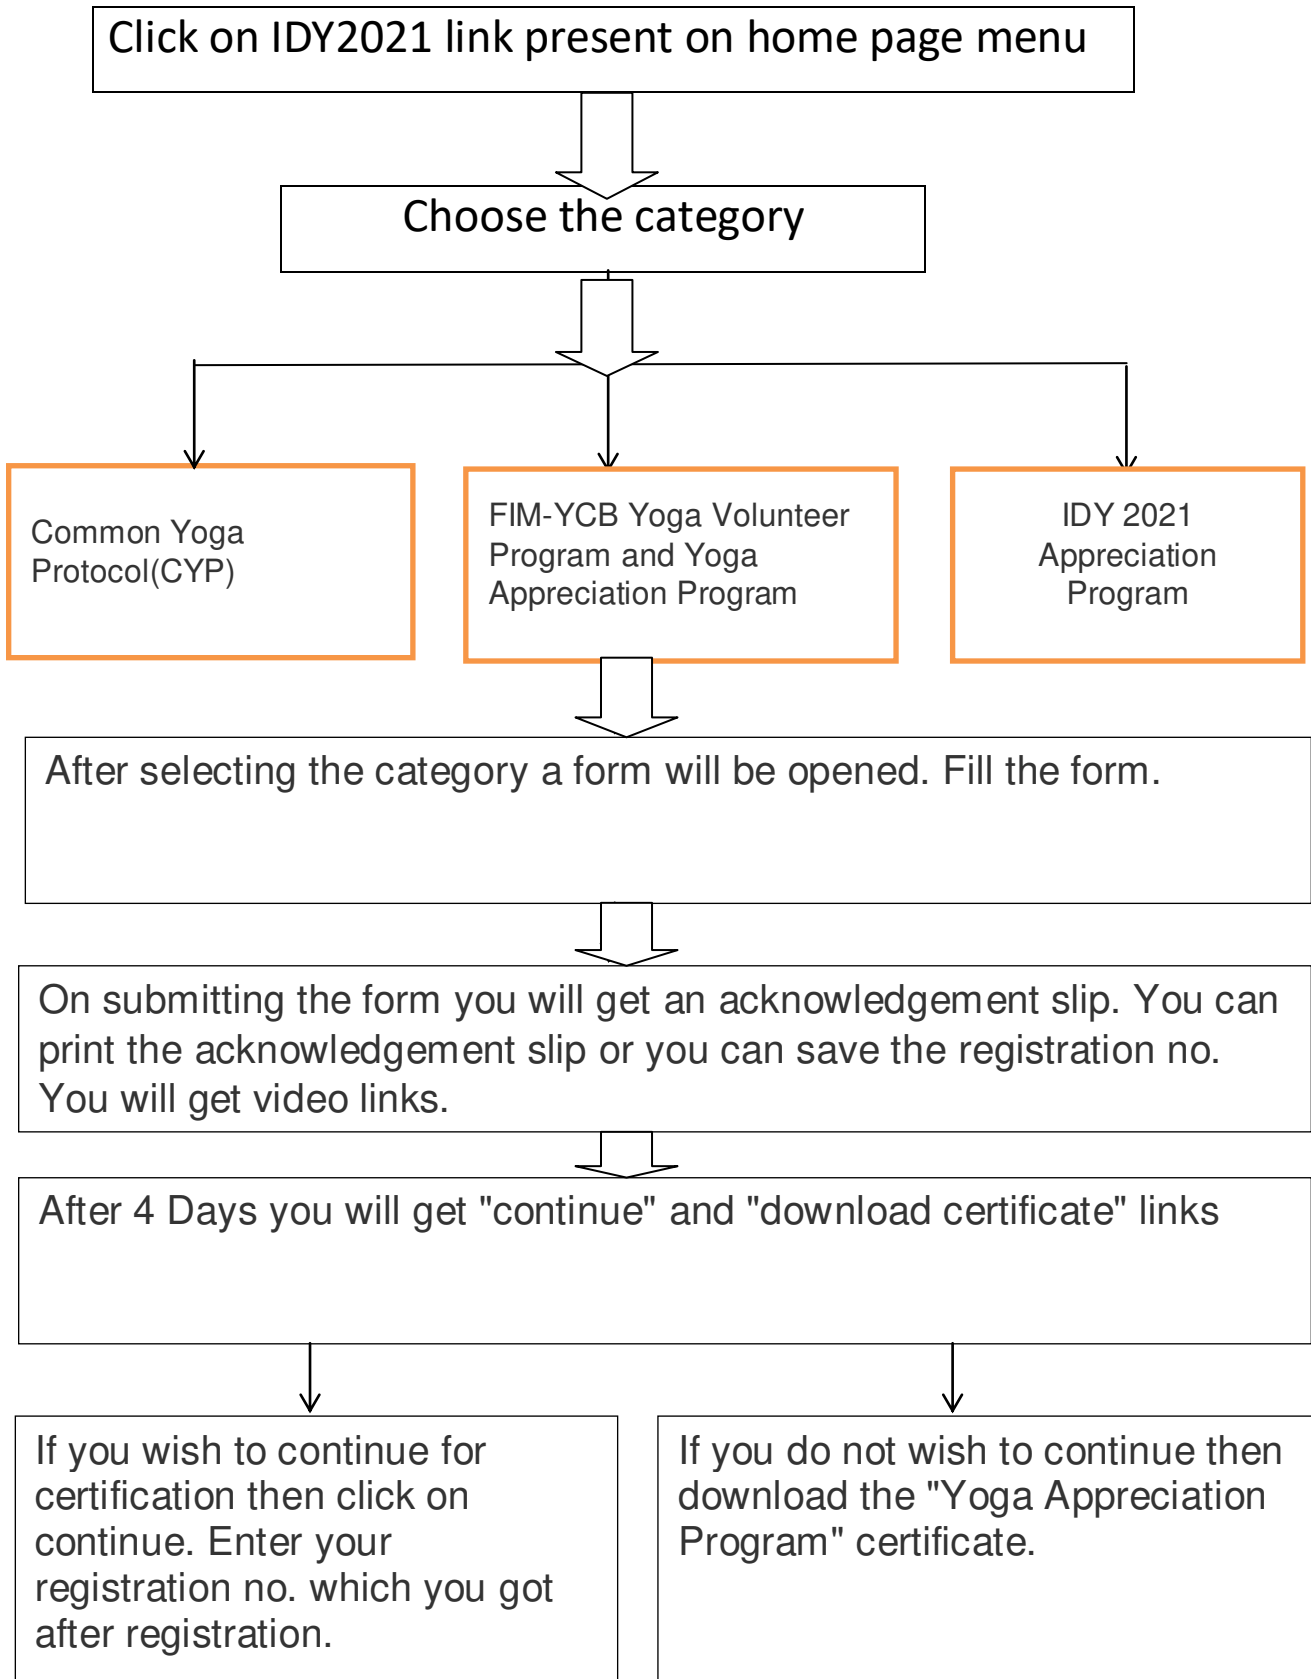 Click on IDY2021 link present on home page menu
Choose the category
Common Yoga
Protocol(CYP)
FIM-YCB Yoga Volunteer
Program and Yoga
Appreciation Program
IDY 2021
Appreciation
Program
After selecting the category a form will be opened. Fill the form.
On submitting the form you will get an acknowledgement slip. You can
print the acknowledgement slip or you can save the registration no.
You will get video links.
After 4 Days you will get "continue" and "download certificate" links
If you wish to continue for
certification then click on
continue. Enter your
registration no. which you got
after registration.
If you do not wish to continue then
download the "Yoga Appreciation
Program" certificate.